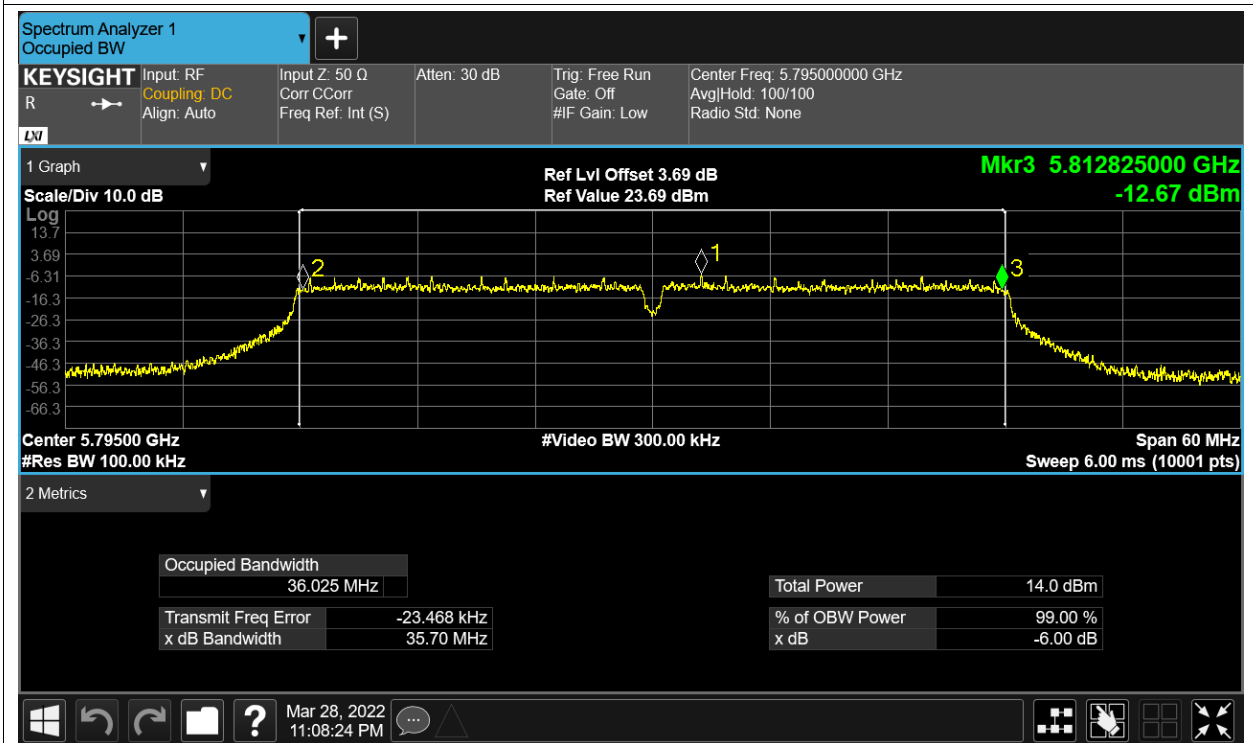 Spectrum Analyzer 1
Occupied BW
KEYSIGHT Input: RF Input Z: 50 Ω Atten: 30 dB Trig: Free Run Center Freq: 5.795000000 GHz
R Coupling: DC Corr CCorr Gate: Off Avg|Hold: 100/100
Align: Auto Freq Ref: Int (S) #IF Gain: Low Radio Std: None
LXI
1 Graph Ref Lvl Offset 3.69 dB Mkr3 5.812825000 GHz
Scale/Div 10.0 dB Ref Value 23.69 dBm -12.67 dBm
Log
13.7
3.69 1
-6.31 2 3
-16.3
-26.3
-36.3
-46.3
-56.3
-66.3
Center 5.79500 GHz #Video BW 300.00 kHz Span 60 MHz
#Res BW 100.00 kHz Sweep 6.00 ms (10001 pts)
2 Metrics
Occupied Bandwidth
36.025 MHz Total Power 14.0 dBm
Transmit Freq Error -23.468 kHz % of OBW Power 99.00 %
x dB Bandwidth 35.70 MHz x dB -6.00 dB
? Mar 28, 2022
11:08:24 PM